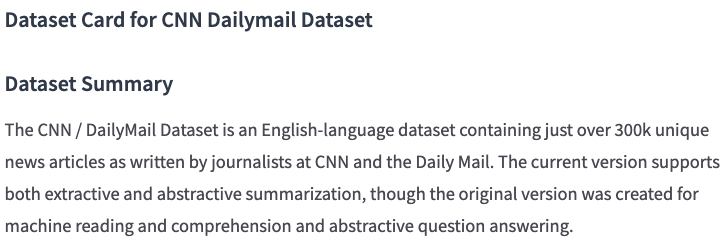 Dataset Card for CNN Dailymail Dataset
Dataset Summary
The CNN / DailyMail Dataset is an English-language dataset containing just over 300k unique
news articles as written by journalists at CNN and the Daily Mail. The current version supports
both extractive and abstractive summarization, though the original version was created for
machine reading and comprehension and abstractive question answering.